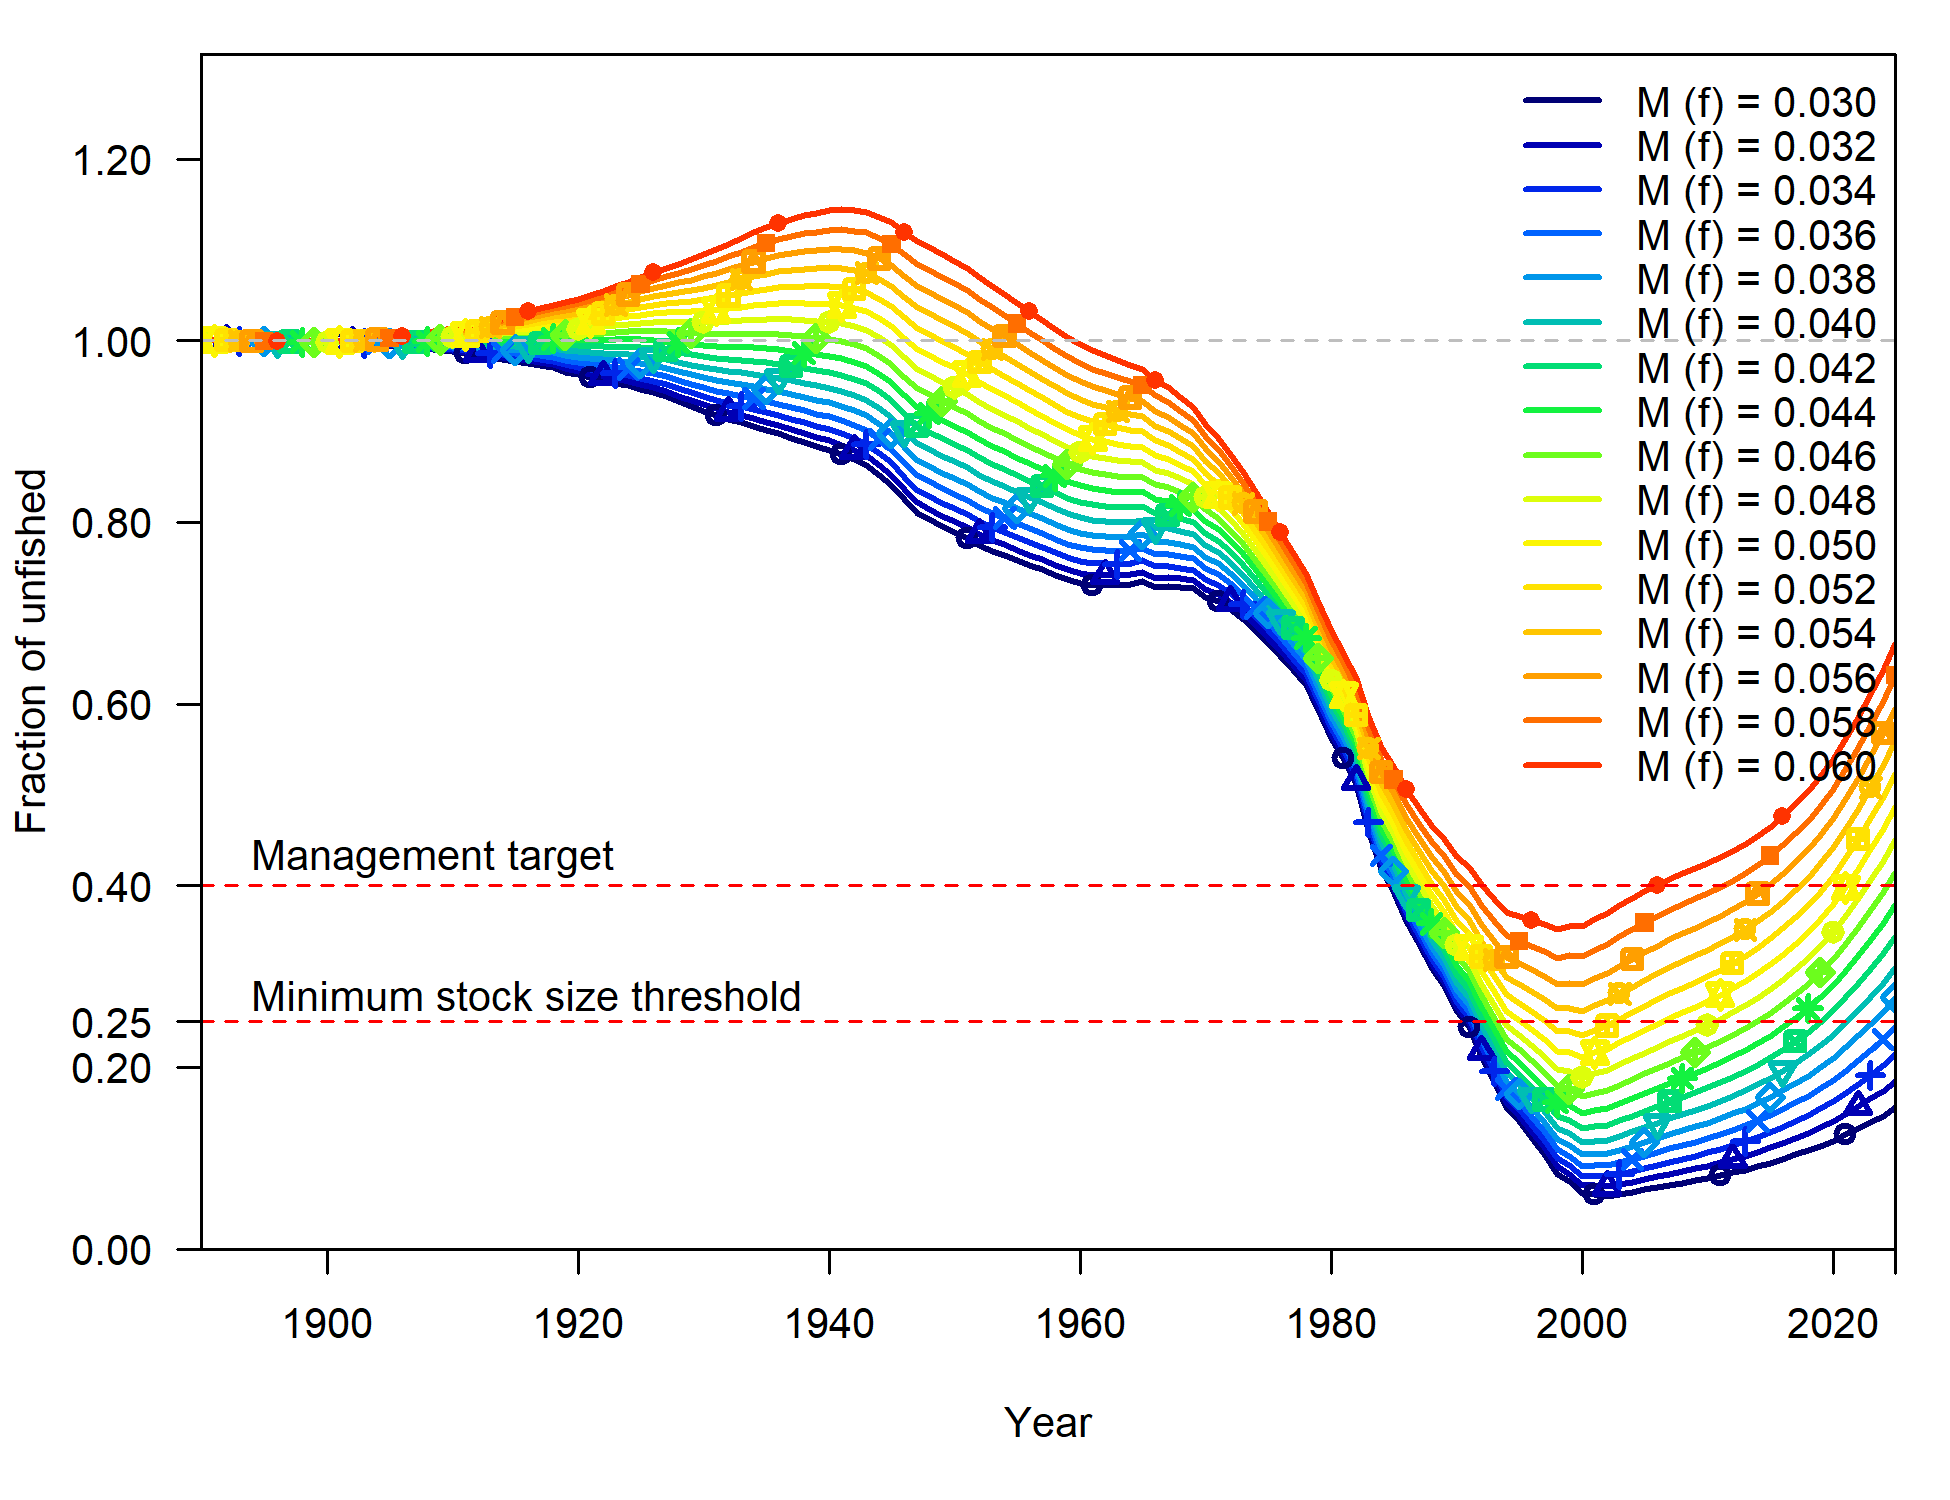 M (f) = 0.030
M (f) = 0.032
M (f) = 0.034
M (f) = 0.036
M (f) = 0.038
M (f) = 0.040
M (f) = 0.042
M (f) = 0.044
M (f) = 0.046
M (f) = 0.048
M (f) = 0.050
M (f) = 0.052
M (f) = 0.054
M (f) = 0.056
M (f) = 0.058
M (f) = 0.060
1.20
1.00
0.80
0.60
0.40
0.25
0.20
0.00
Fraction of unfished
Management target
Minimum stock size threshold
1900
1920
1940
1960
1980
2000
2020
Year